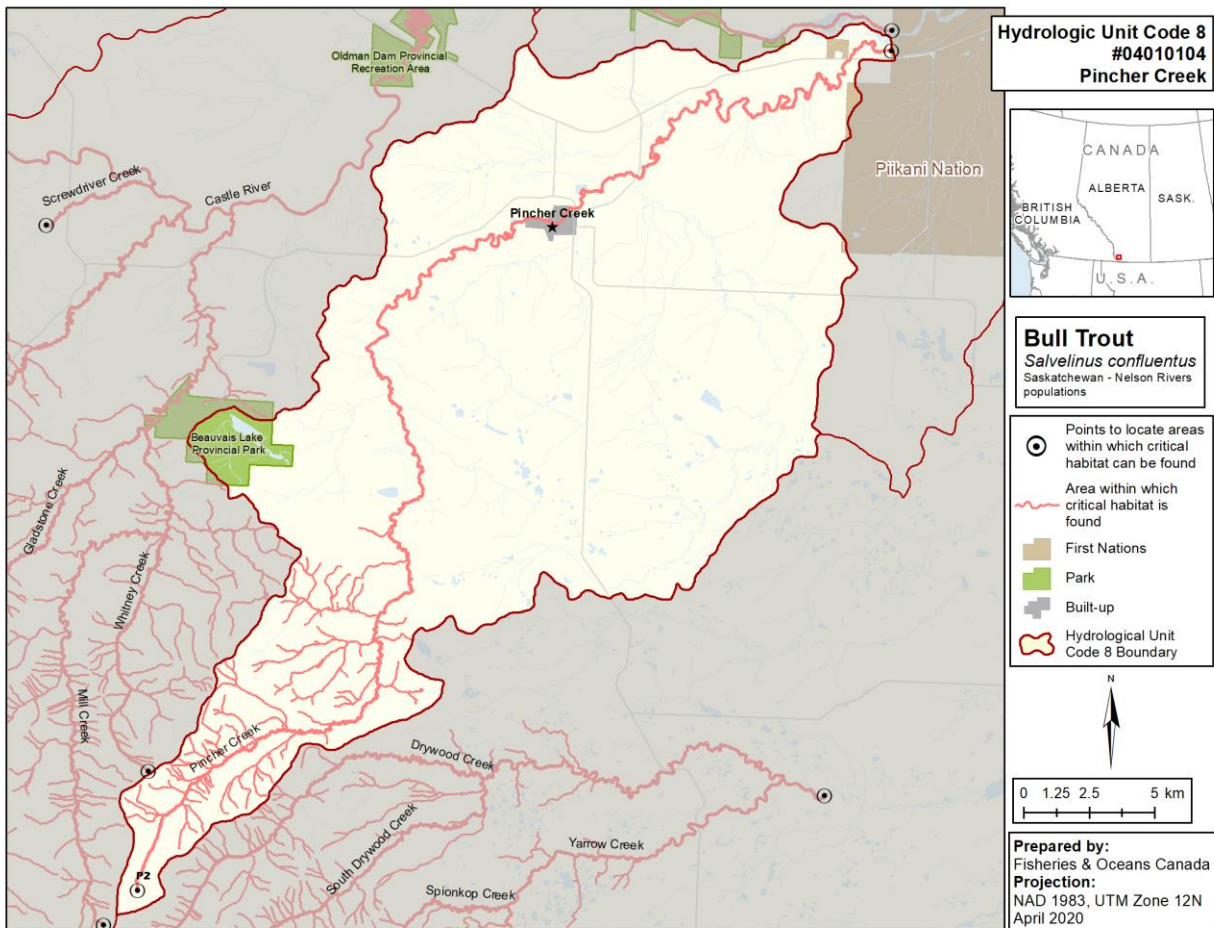 Oldman Dam Provincial
Recreation Area
Screwdriver Creek
Castle River
Piikani Nation
Pincher Creek
Beauvais Lake
Provincial Park
Gladstone Creek
Whitney Creek
Mill Creek
Pincher Creek
Drywood Creek
South Drywood Creek
Yarrow Creek
Spionkop Creek
P2
Hydrologic Unit Code 8
#04010104
Pincher Creek
CANADA
ALBERTA
SASK.
BRITISH
COLUMBIA
U.S.A.
Bull Trout
Salvelinus confluentus
Saskatchewan - Nelson Rivers
populations
Points to locate areas
within which critical
habitat can be found
Area within which
critical habitat is
found
First Nations
Park
Built-up
Hydrological Unit
Code 8 Boundary
N
0 1.25 2.5 5 km
Prepared by:
Fisheries & Oceans Canada
Projection:
NAD 1983, UTM Zone 12N
April 2020